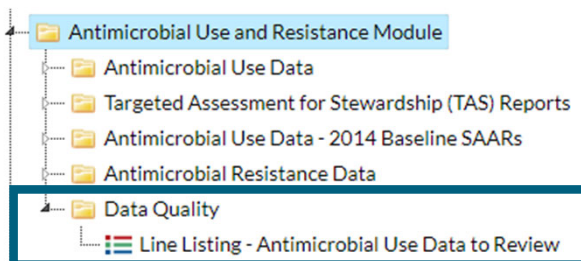 Antimicrobial Use and Resistance Module
Antimicrobial Use Data
Targeted Assessment for Stewardship (TAS) Reports
Antimicrobial Use Data - 2014 Baseline SAARs
Antimicrobial Resistance Data
Data Quality
Line Listing - Antimicrobial Use Data to Review